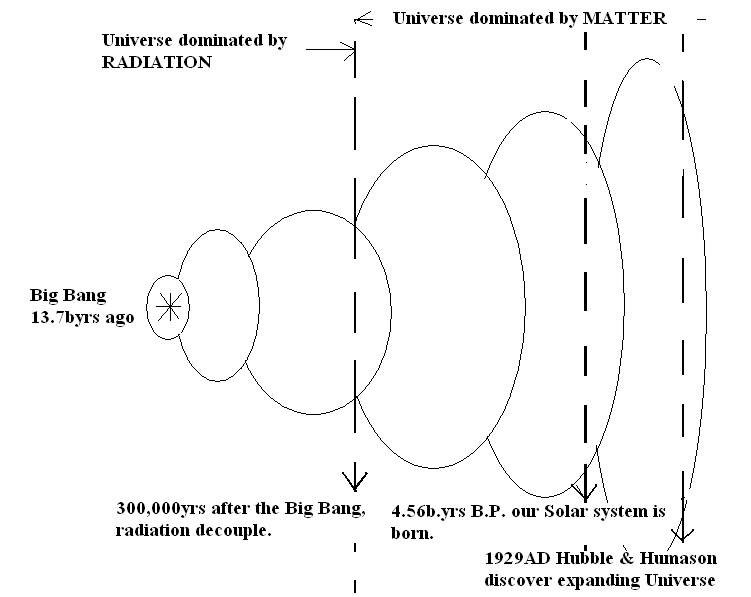 Universe dominated by MATTER
Universe dominated by
RADIATION
Big Bang
13.7byrs ago
300,000yrs after the Big Bang,
radiation decouple.
4.56b.yrs B.P. our Solar system is
born.
1929AD Hubble & Humason
discover expanding Universe